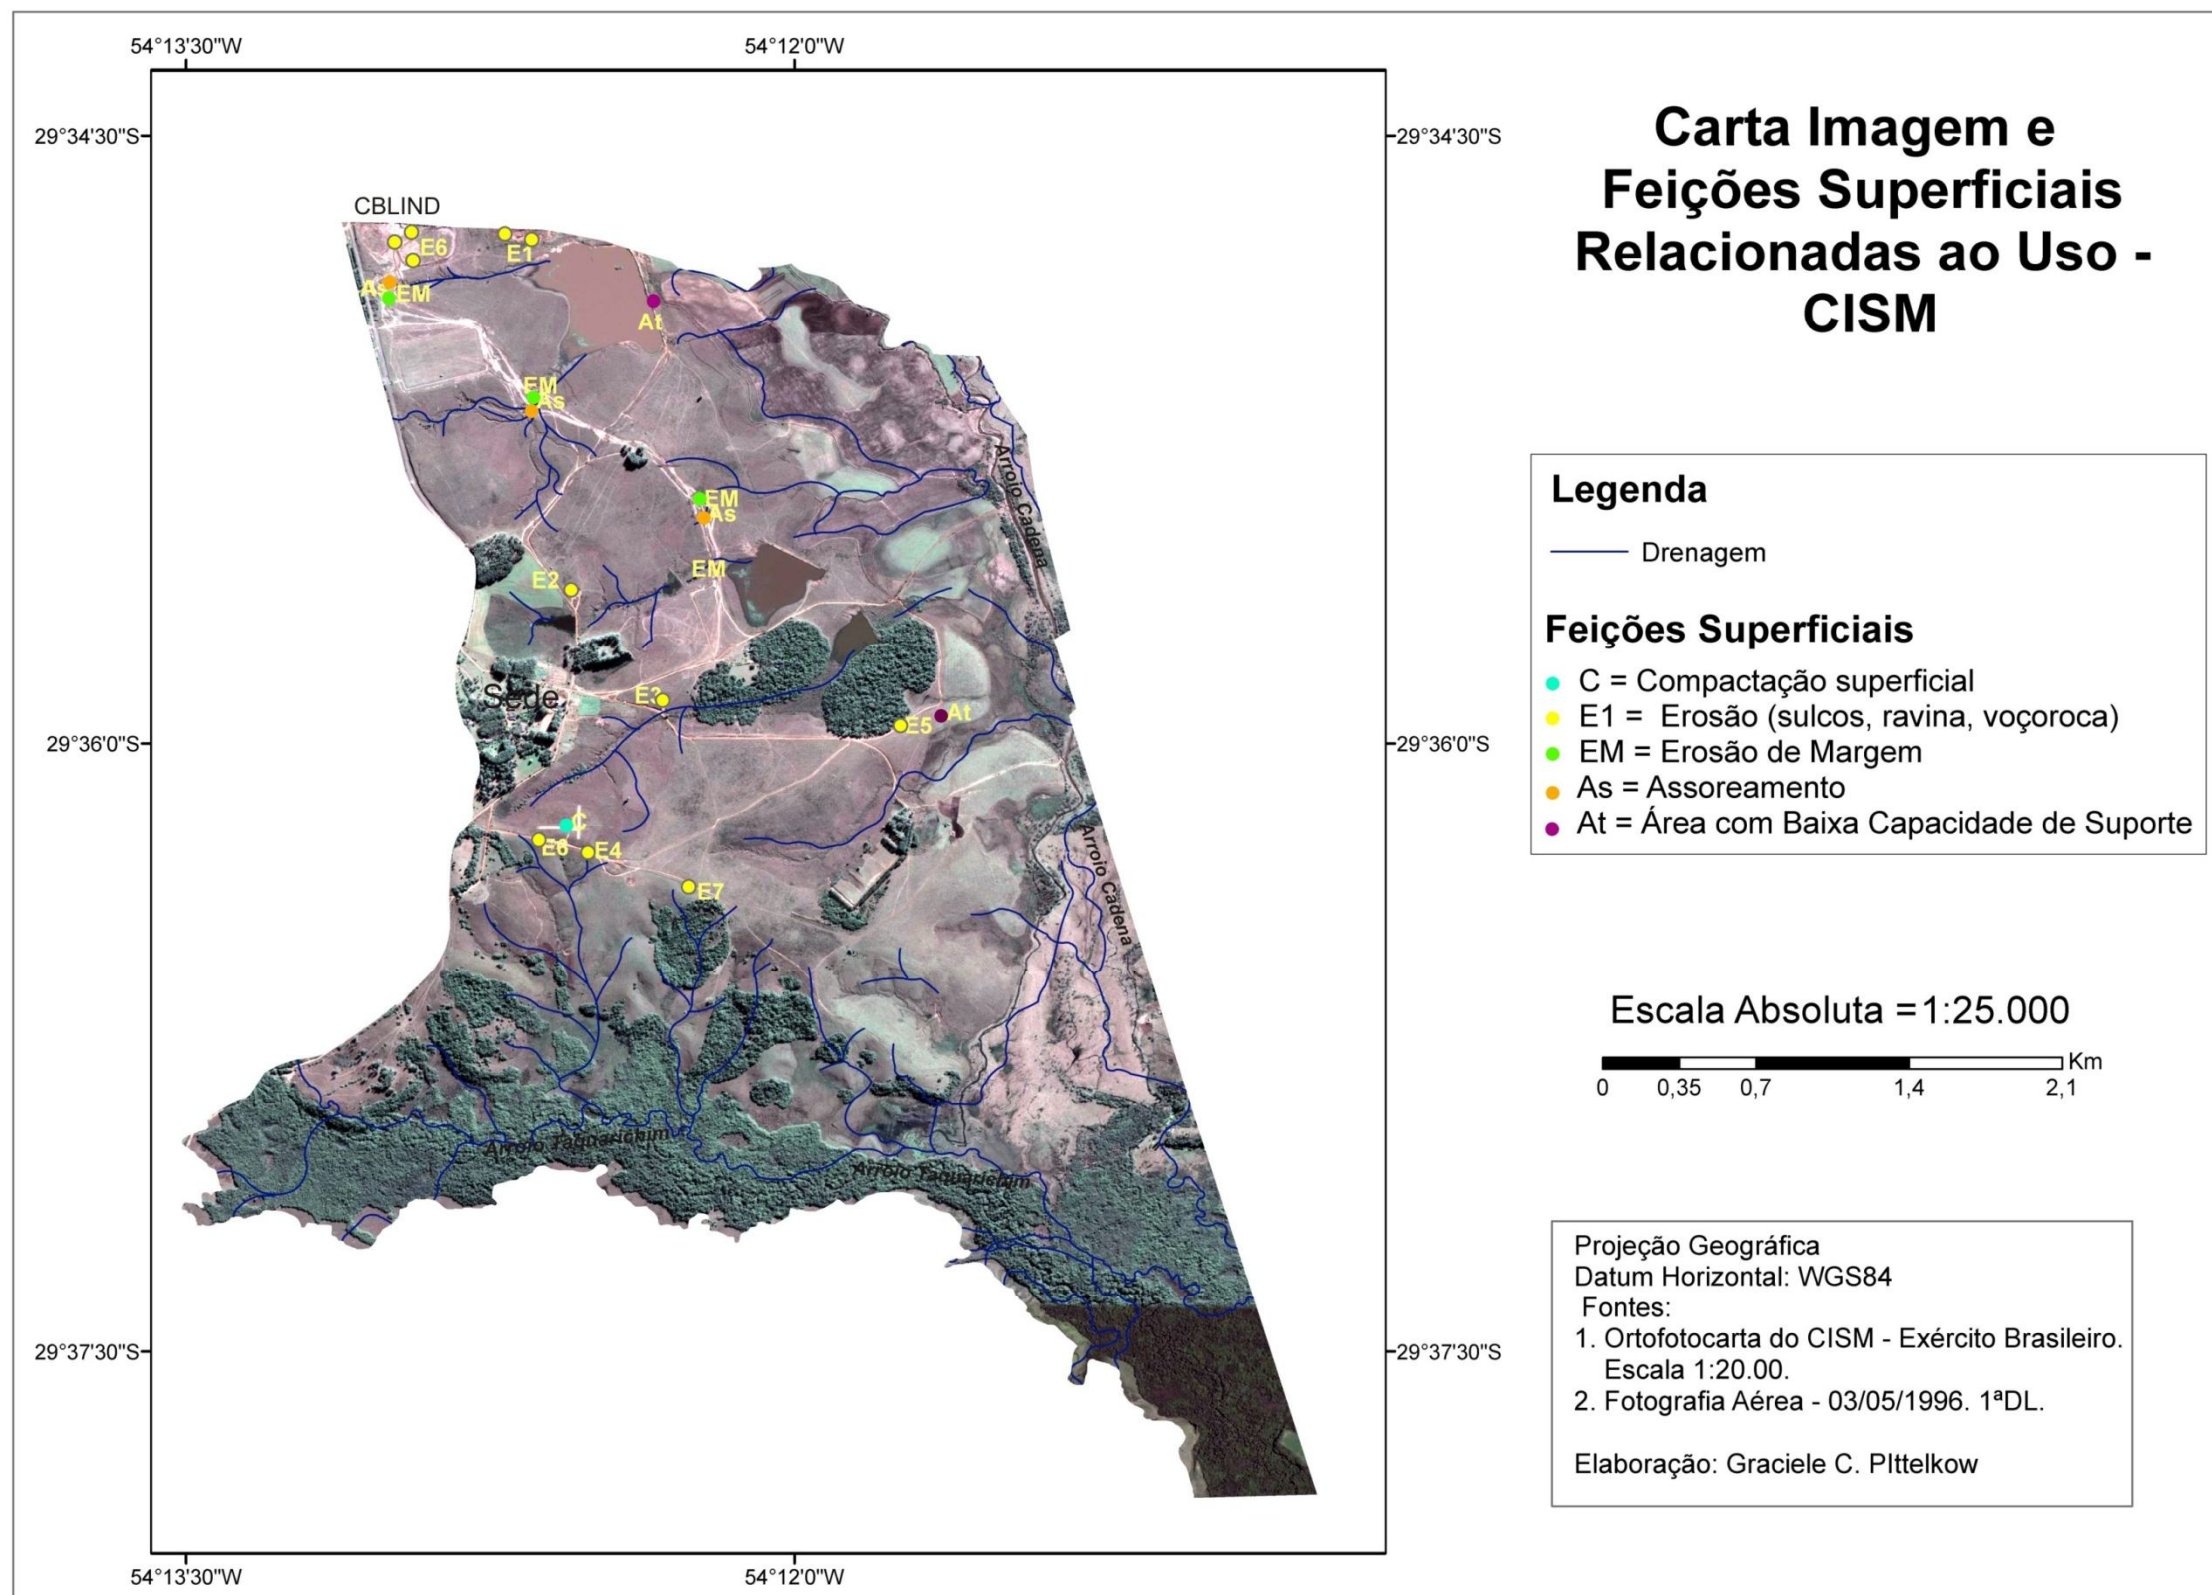 54°13'30"W
54°12'0"W
29°34'30"S
29°34'30"S
Carta Imagem e
Feições Superficiais
Relacionadas ao Uso -
CISM
CBLIND
E6
E1
As
EM
At
EM
As
Arroio Cadena
Legenda
Drenagem
EM
As
EM
E2
Feições Superficiais
C = Compactação superficial
E1 = Erosão (sulcos, ravina, voçoroca)
EM = Erosão de Margem
As = Assoreamento
At = Área com Baixa Capacidade de Suporte
Sede
E3
At
E5
29°36'0"S
29°36'0"S
C
E6
E4
E7
Arroio Cadena
Escala Absoluta =1:25.000
Km
0 0,35 0,7 1,4 2,1
Arroio Taquarichim
Arroio Taquarichim
Projeção Geográfica
Datum Horizontal: WGS84
Fontes:
1. Ortofotocarta do CISM - Exército Brasileiro.
Escala 1:20.00.
2. Fotografia Aérea - 03/05/1996. 1ªDL.
Elaboração: Graciele C. PIttelkow
29°37'30"S
29°37'30"S
54°13'30"W
54°12'0"W